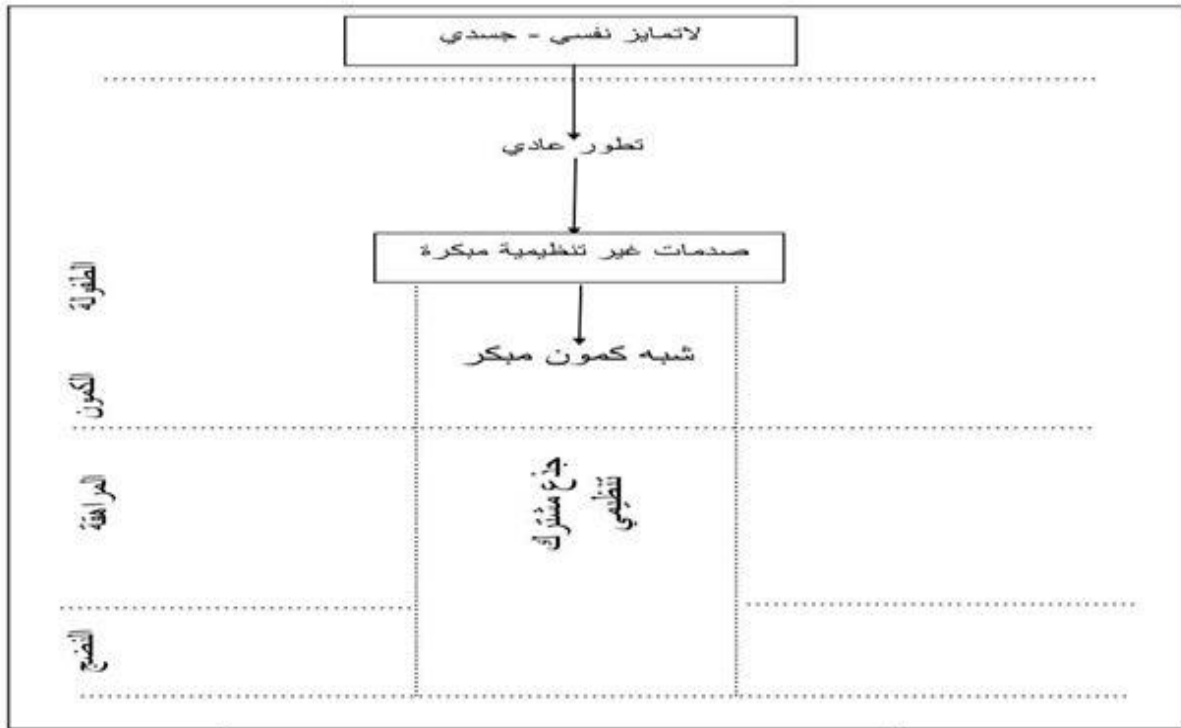 لاتمايز نفسي - جسدي
تطور عادي
صدمات غير تنظيمية مبكرة
الطفولة
شبه كمون مبكر
الكمون
جذع مشترك
تنظيمي
المراهقة
النضج